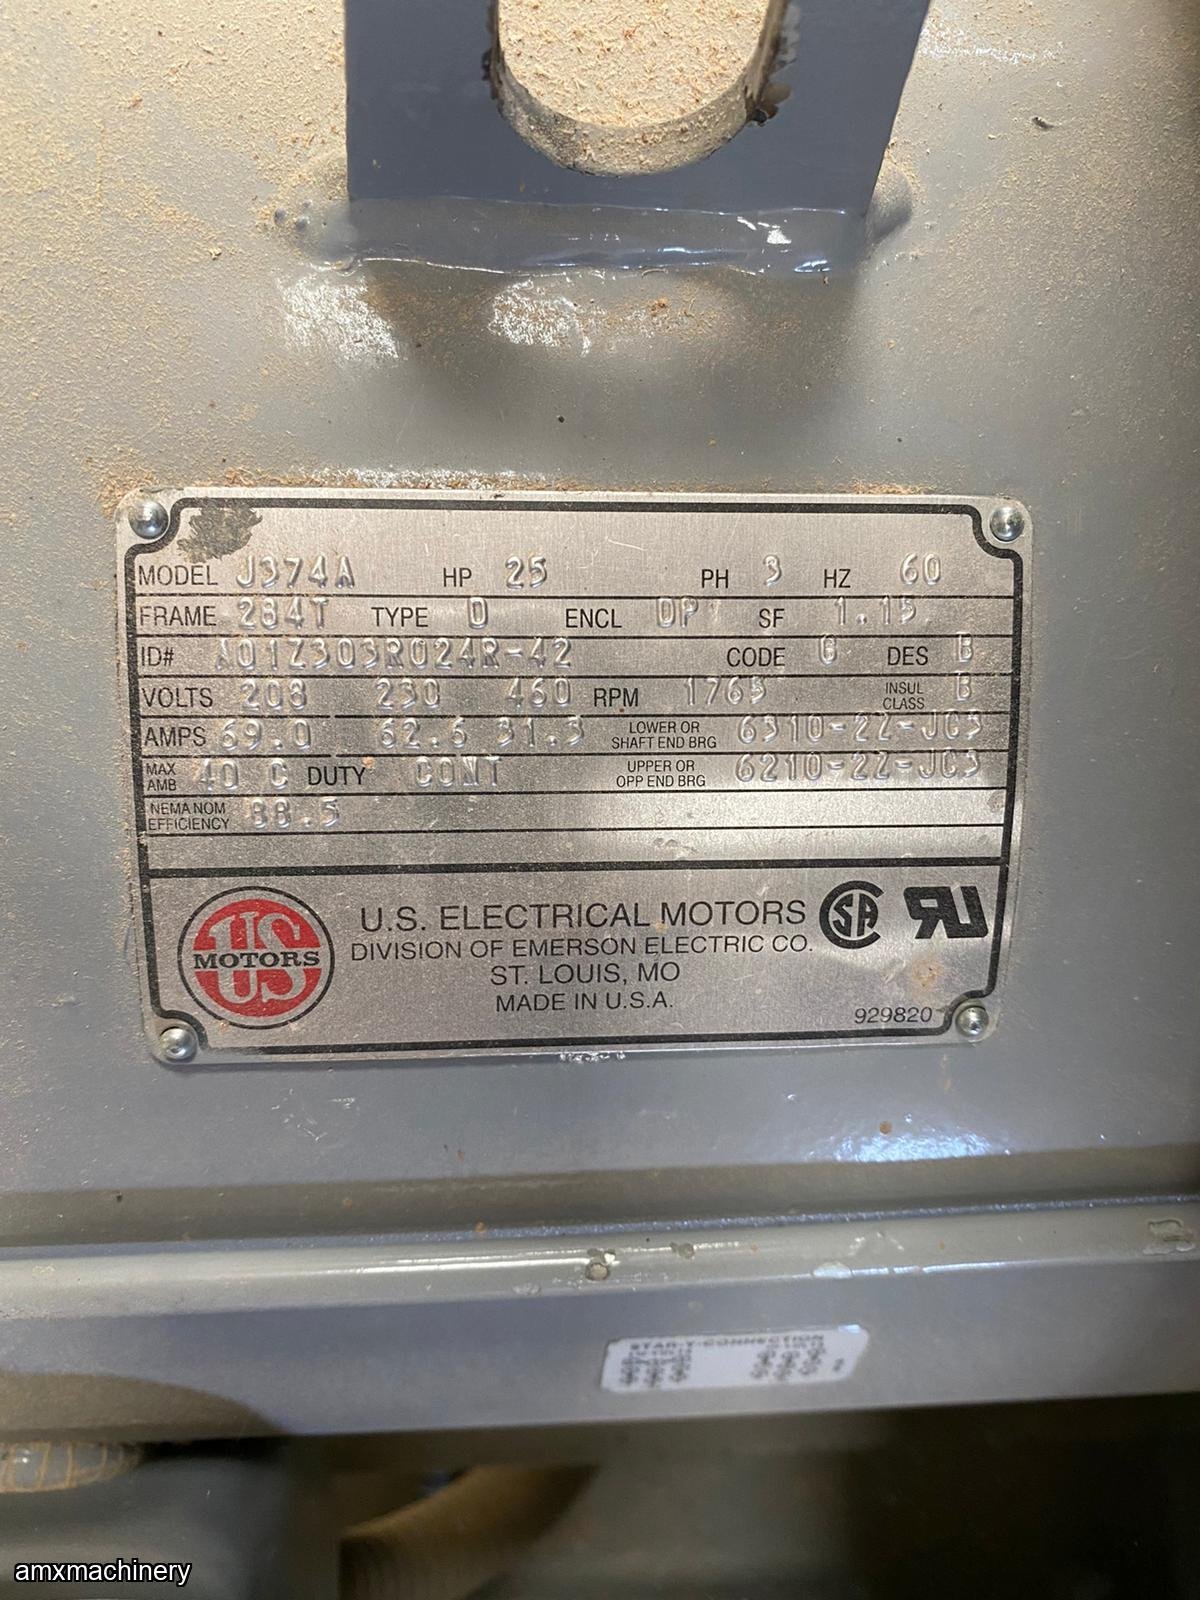 MODEL J374A HP 25 PH 3 HZ 60
FRAME 284T TYPE D ENCL DP SF 1.15
ID# A01Z303R024R-42 CODE G DES B
VOLTS 208 230 460 RPM 1765 INSUL CLASS B
AMPS 69.0 62.6 31.3 LOWER OR SHAFT END BRG 6310-2Z-JC3
MAX AMB 40 C DUTY CONT UPPER OR OPP END BRG 6210-2Z-JC3
NEMA NOM EFFICIENCY 88.5
US MOTORS
U.S. ELECTRICAL MOTORS
DIVISION OF EMERSON ELECTRIC CO.
ST. LOUIS, MO
MADE IN U.S.A.
929820
STAR-Y-CONNECTION
amxmachinery